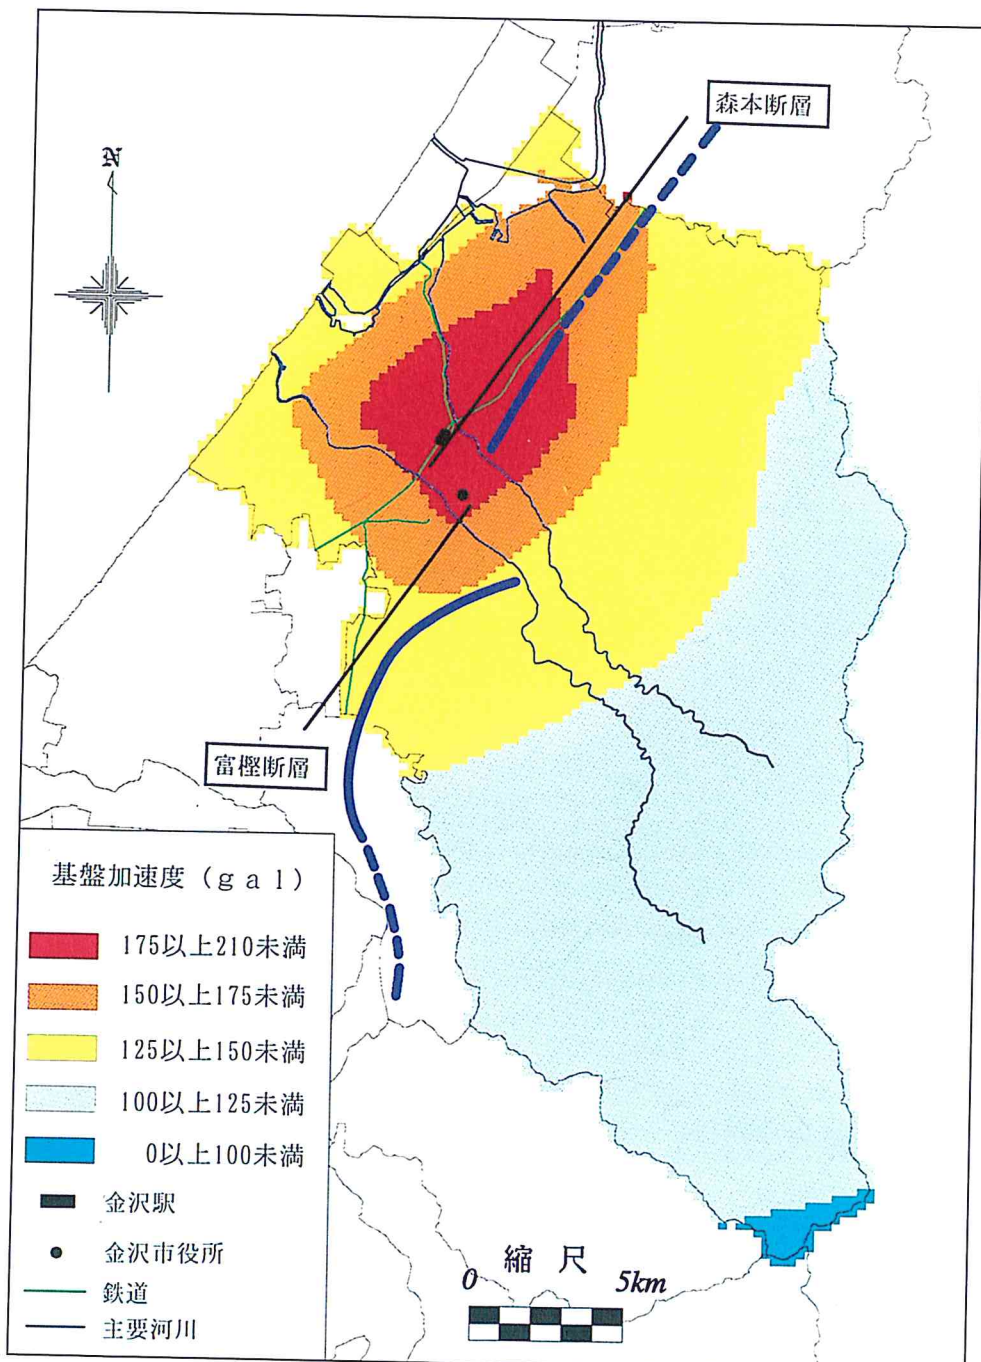 森本断層
N
富樫断層
基盤加速度（gal）
175以上210未満
150以上175未満
125以上150未満
100以上125未満
0以上100未満
金沢駅
金沢市役所
鉄道
主要河川
縮 尺
0 5km